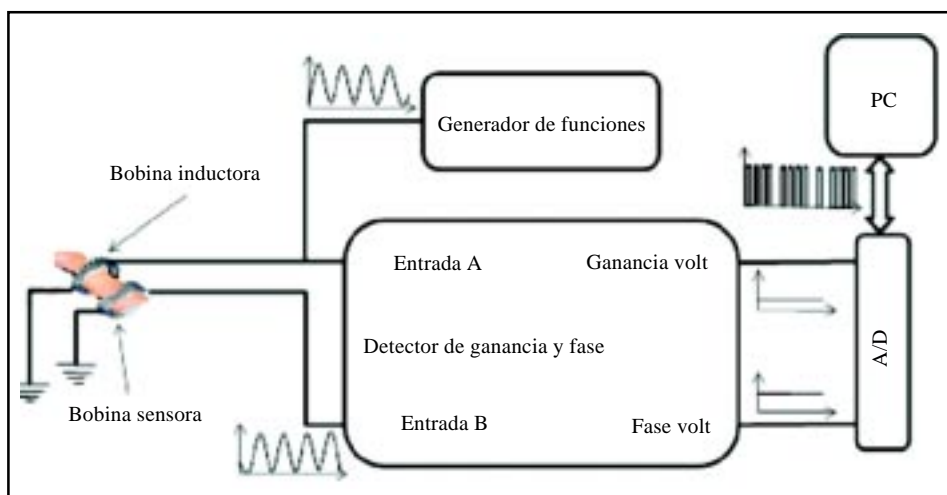 PC
Generador de funciones
Bobina inductora
Entrada A
Ganancia volt
Detector de ganancia y fase
A/D
Bobina sensora
Entrada B
Fase volt